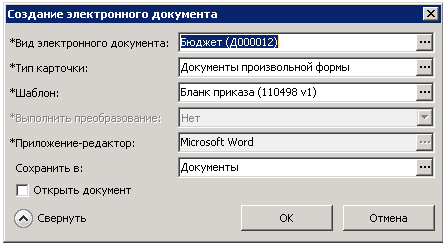 Создание электронного документа
*Вид электронного документа: Бюджет (Д000012)
*Тип карточки: Документы произвольной формы
*Шаблон: Бланк приказа (110498 v1)
*Выполнить преобразование: Нет
*Приложение-редактор: Microsoft Word
Сохранить в: Документы
Открыть документ
Свернуть OK Отмена